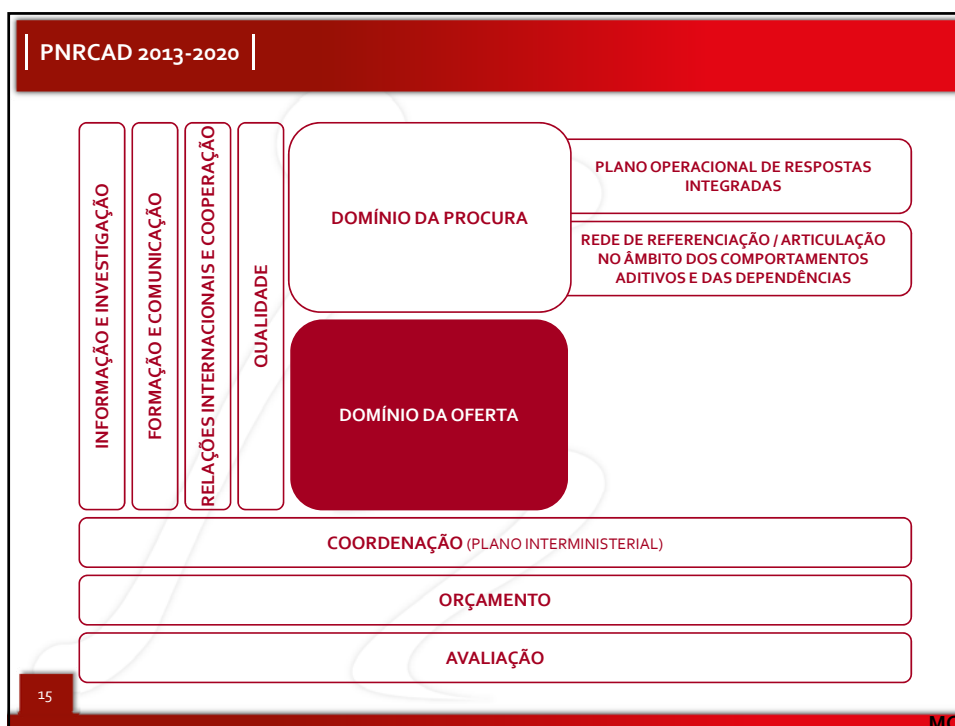 PNRCAD 2013-2020
INFORMAÇÃO E INVESTIGAÇÃO
FORMAÇÃO E COMUNICAÇÃO
RELAÇÕES INTERNACIONAIS E COOPERAÇÃO
QUALIDADE
DOMÍNIO DA PROCURA
PLANO OPERACIONAL DE RESPOSTAS
INTEGRADAS
REDE DE REFERENCIAÇÃO / ARTICULAÇÃO
NO ÂMBITO DOS COMPORTAMENTOS
ADITIVOS E DAS DEPENDÊNCIAS
DOMÍNIO DA OFERTA
COORDENAÇÃO (PLANO INTERMINISTERIAL)
ORÇAMENTO
AVALIAÇÃO
15